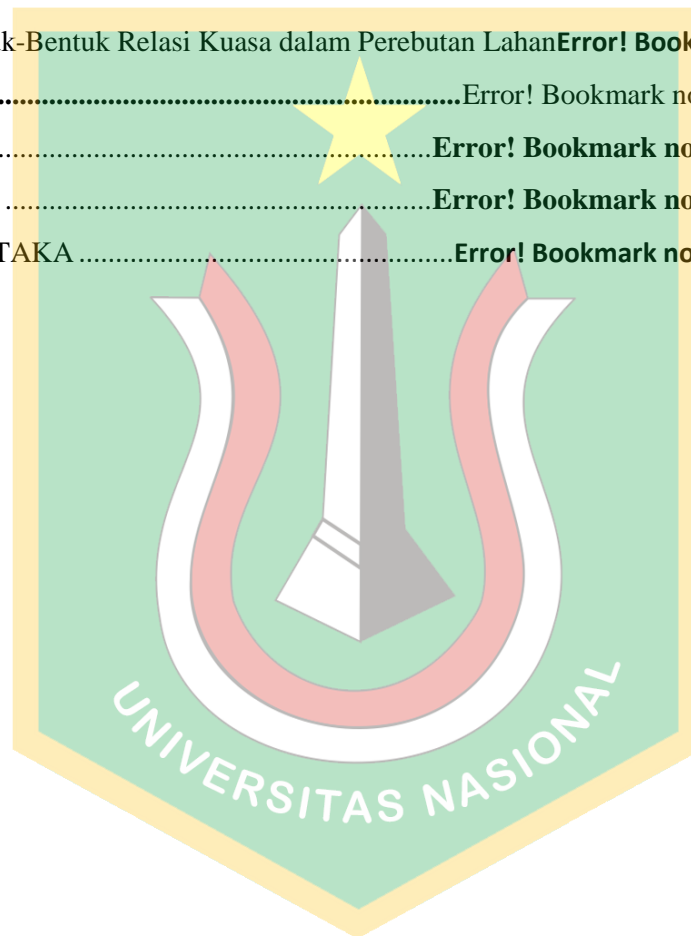 k-Bentuk Relasi Kuasa dalam Perebutan LahanError! Book
................................................................Error! Bookmark no
................................................................Error! Bookmark no
................................................................Error! Bookmark no
TAKA ........................................................Error! Bookmark no
UNIVERSITAS NASIONAL